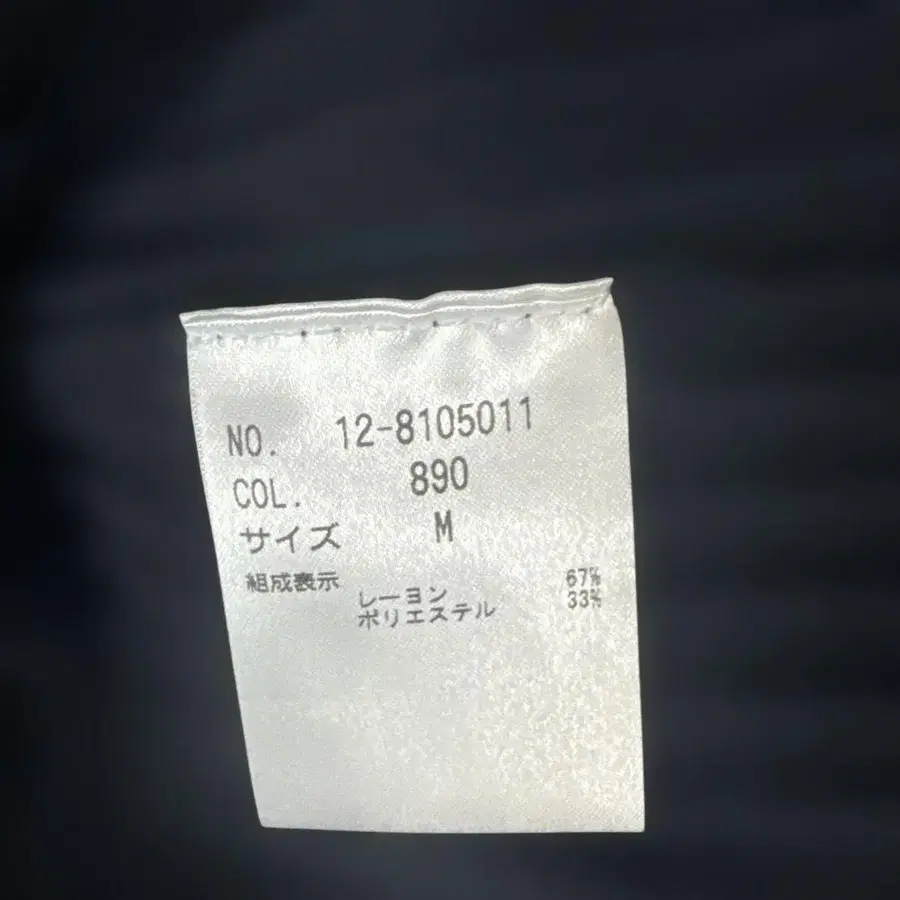 NO. 12-8105011
COL. 890
サイズ M
組成表示
レーヨン 67%
ポリエステル 33%